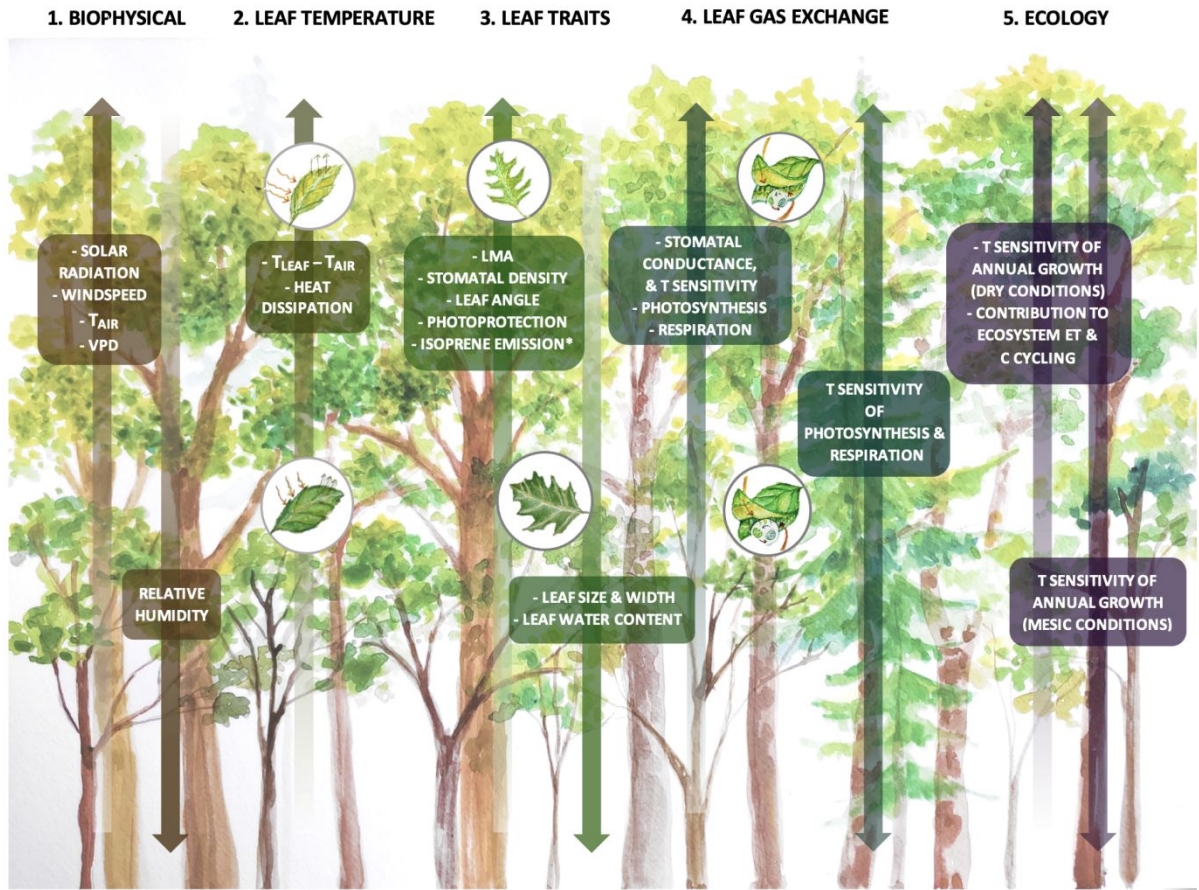 1. BIOPHYSICAL
2. LEAF TEMPERATURE
3. LEAF TRAITS
4. LEAF GAS EXCHANGE
5. ECOLOGY
- SOLAR
RADIATION
- WINDSPEED
- TAIR
- VPD
RELATIVE
HUMIDITY
- TLEAF – TAIR
- HEAT
DISSIPATION
- LMA
- STOMATAL DENSITY
- LEAF ANGLE
- PHOTOPROTECTION
- ISOPRENE EMISSION*
- LEAF SIZE & WIDTH
- LEAF WATER CONTENT
- STOMATAL
CONDUCTANCE,
& T SENSITIVITY
- PHOTOSYNTHESIS
- RESPIRATION
T SENSITIVITY
OF
PHOTOSYNTHESIS &
RESPIRATION
- T SENSITIVITY OF
ANNUAL GROWTH
(DRY CONDITIONS)
- CONTRIBUTION TO
ECOSYSTEM ET &
C CYCLING
T SENSITIVITY OF
ANNUAL GROWTH
(MESIC CONDITIONS)